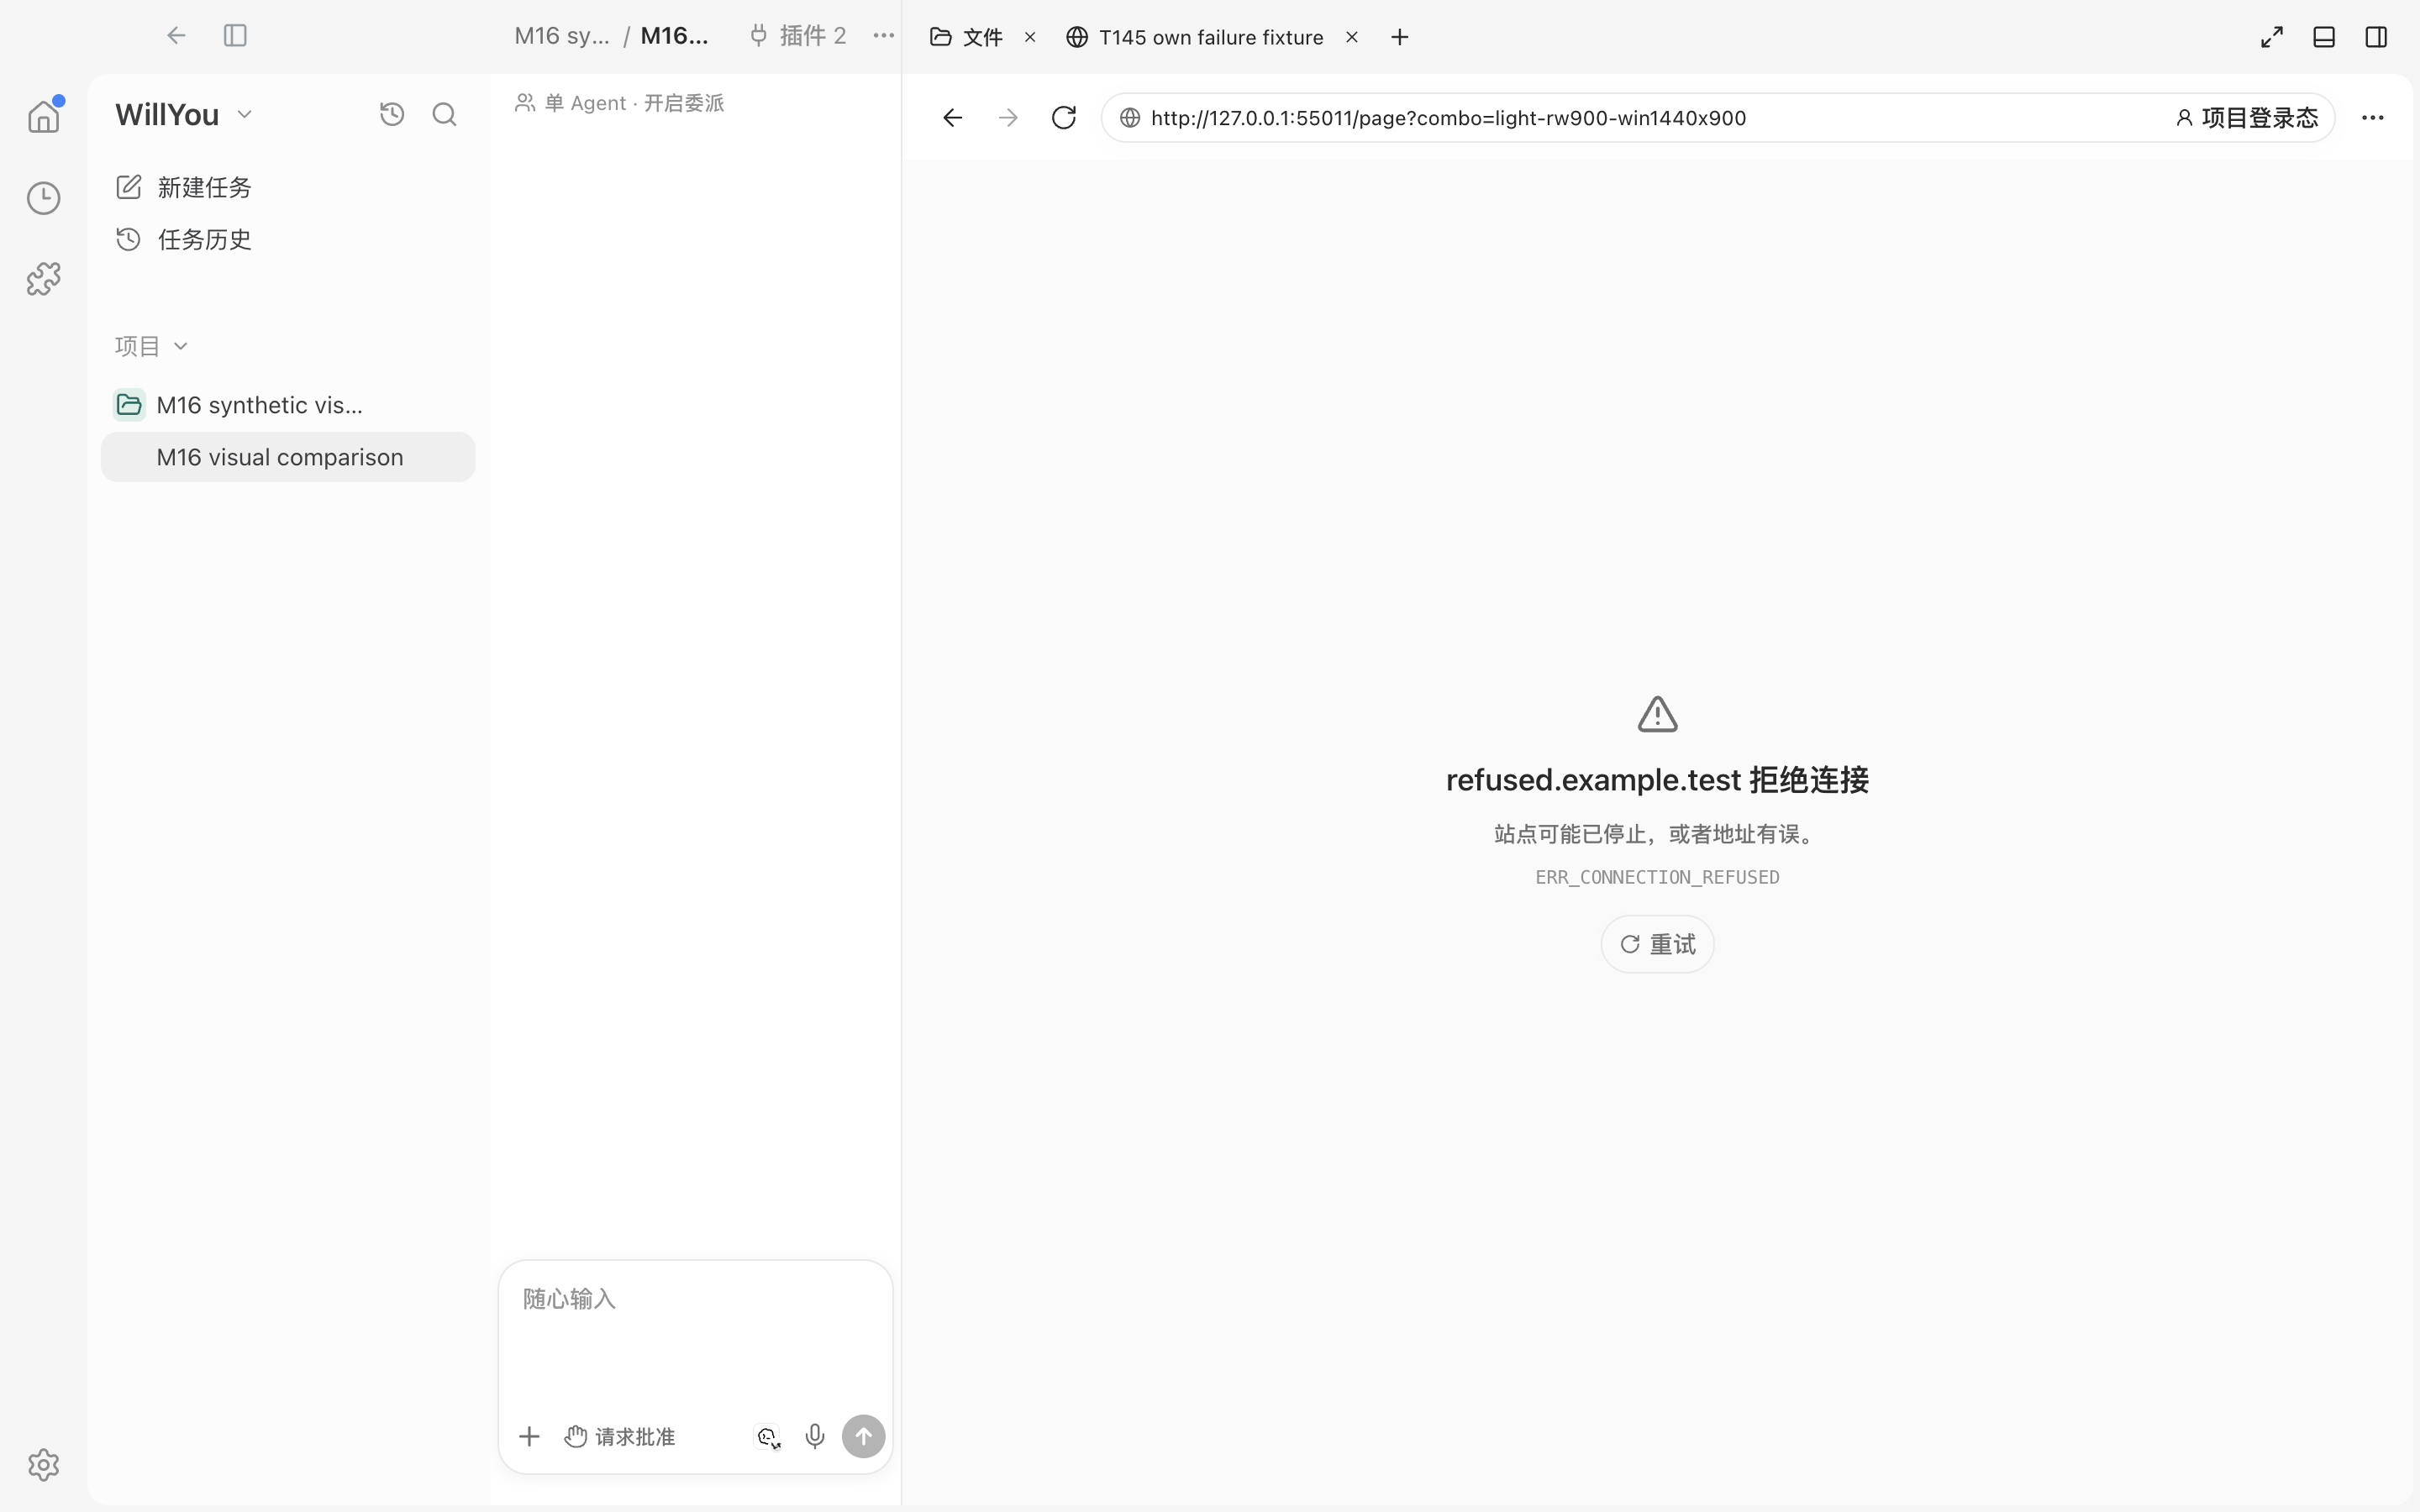 M16 sy... / M16... 插件 2
文件
T145 own failure fixture
WillYou
新建任务
任务历史
项目
M16 synthetic vis...
M16 visual comparison
单 Agent · 开启委派
http://127.0.0.1:55011/page?combo=light-rw900-win1440x900
项目登录态
refused.example.test 拒绝连接
站点可能已停止，或者地址有误。
ERR_CONNECTION_REFUSED
重试
随心输入
请求批准